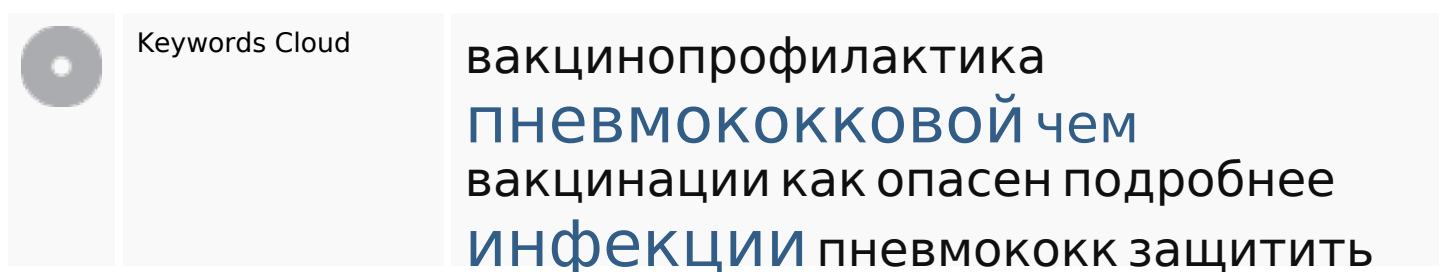 Keywords Cloud
вакцинопрофилактика
пневмококковой чем
вакцинации как опасен подробнее
инфекции пневмококк защитить